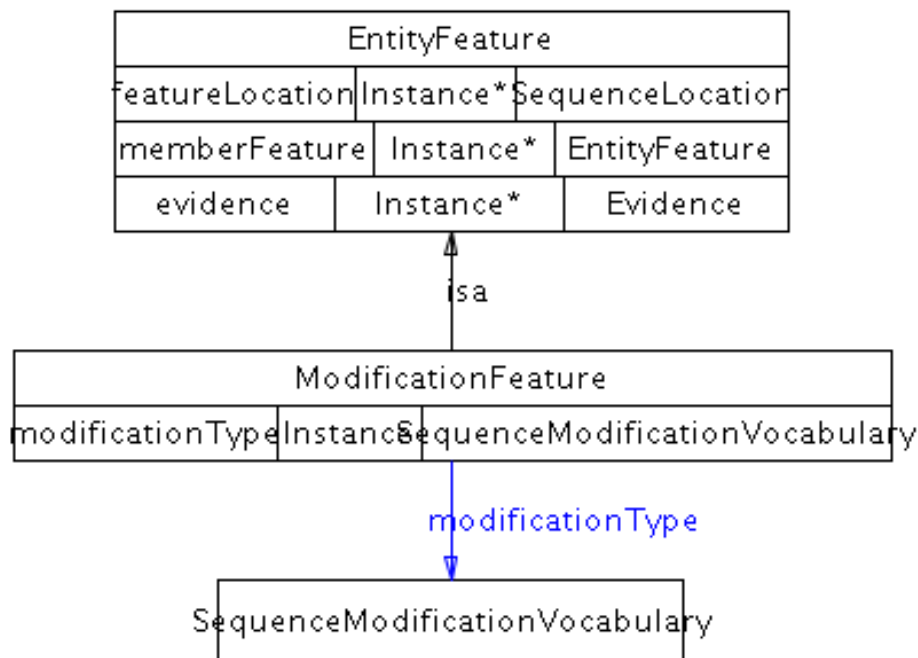 EntityFeature
featureLocation Instance* SequenceLocation
memberFeature Instance* EntityFeature
evidence Instance* Evidence
isa
ModificationFeature
modificationType Instance SequenceModificationVocabulary
modificationType
SequenceModificationVocabulary